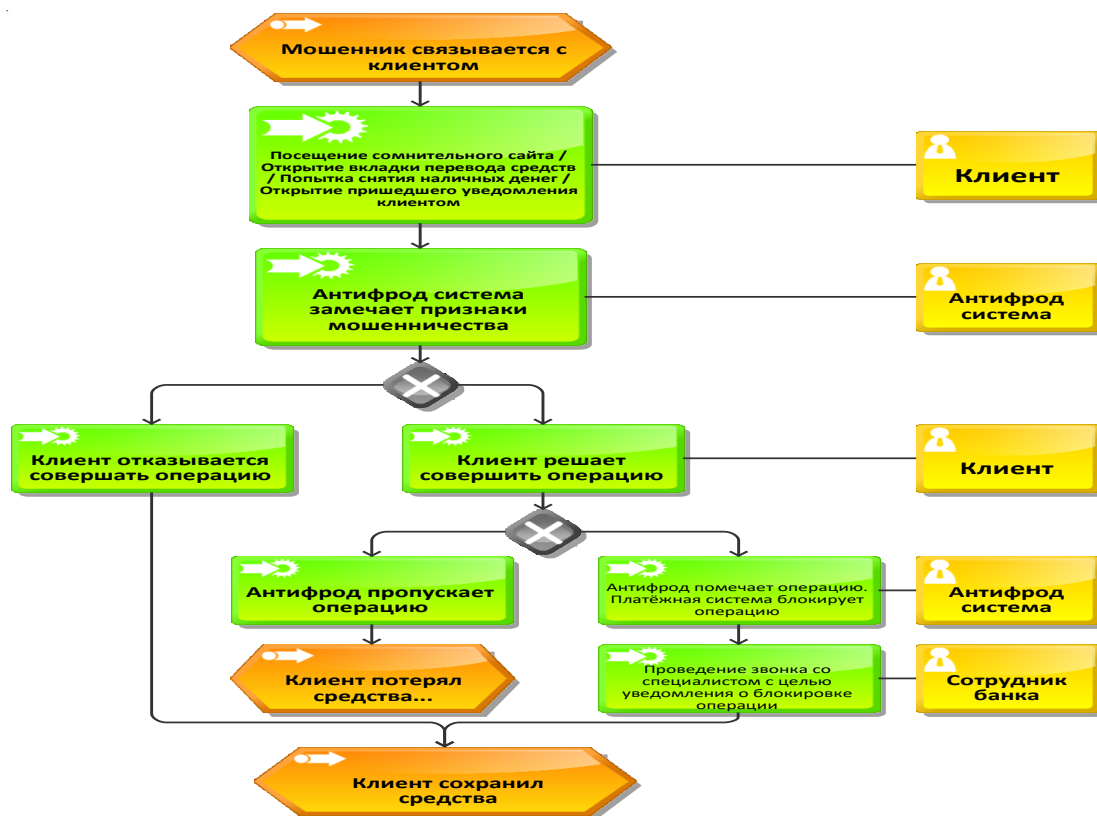 Мошенник связывается с
клиентом
Посещение сомнительного сайта /
Открытие вкладки перевода средств
/ Попытка снятия наличных денег /
Открытие пришедшего уведомления
клиентом
Клиент
Антифрод система
замечает признаки
мошенничества
Антифрод
система
Клиент отказывается
совершать операцию
Клиент решает
совершить операцию
Клиент
Антифрод пропускает
операцию
Антифрод помечает операцию.
Платёжная система блокирует
операцию
Антифрод
система
Клиент потерял
средства...
Проведение звонка со
специалистом с целью
уведомления о блокировке
операции
Сотрудник
банка
Клиент сохранил
средства